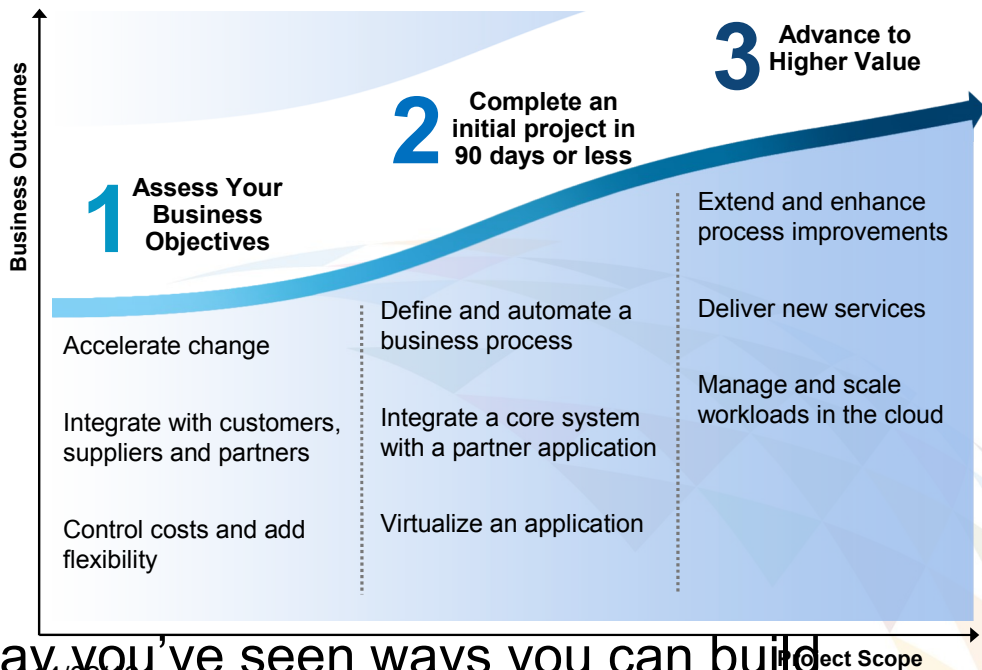 Business Outcomes
1
Assess Your
Business
Objectives
Accelerate change
Integrate with customers,
suppliers and partners
Control costs and add
flexibility
2
Complete an
initial project in
90 days or less
Define and automate a
business process
Integrate a core system
with a partner application
Virtualize an application
3
Advance to
Higher Value
Extend and enhance
process improvements
Deliver new services
Manage and scale
workloads in the cloud
Project Scope
you've seen ways you can build